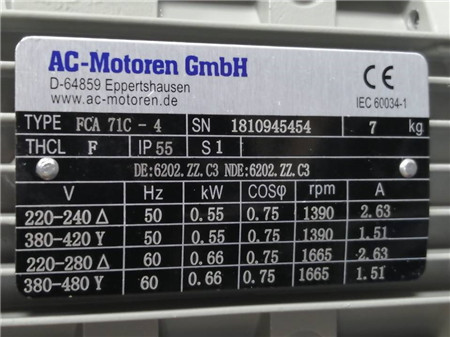 AC-Motoren GmbH
D-64859 Eppertshausen
www.ac-motoren.de
CE
IEC 60034-1
TYPE FCA 71C - 4 SN 1810945454 7 kg
THCL F IP 55 S 1
DE:6202.ZZ.C3 NDE:6202.ZZ.C3
V Hz kW COSφ rpm A
220-240 Δ 50 0.55 0.75 1390 2.63
380-420 Y 50 0.55 0.75 1390 1.51
220-280 Δ 60 0.66 0.75 1665 2.63
380-480 Y 60 0.66 0.75 1665 1.51